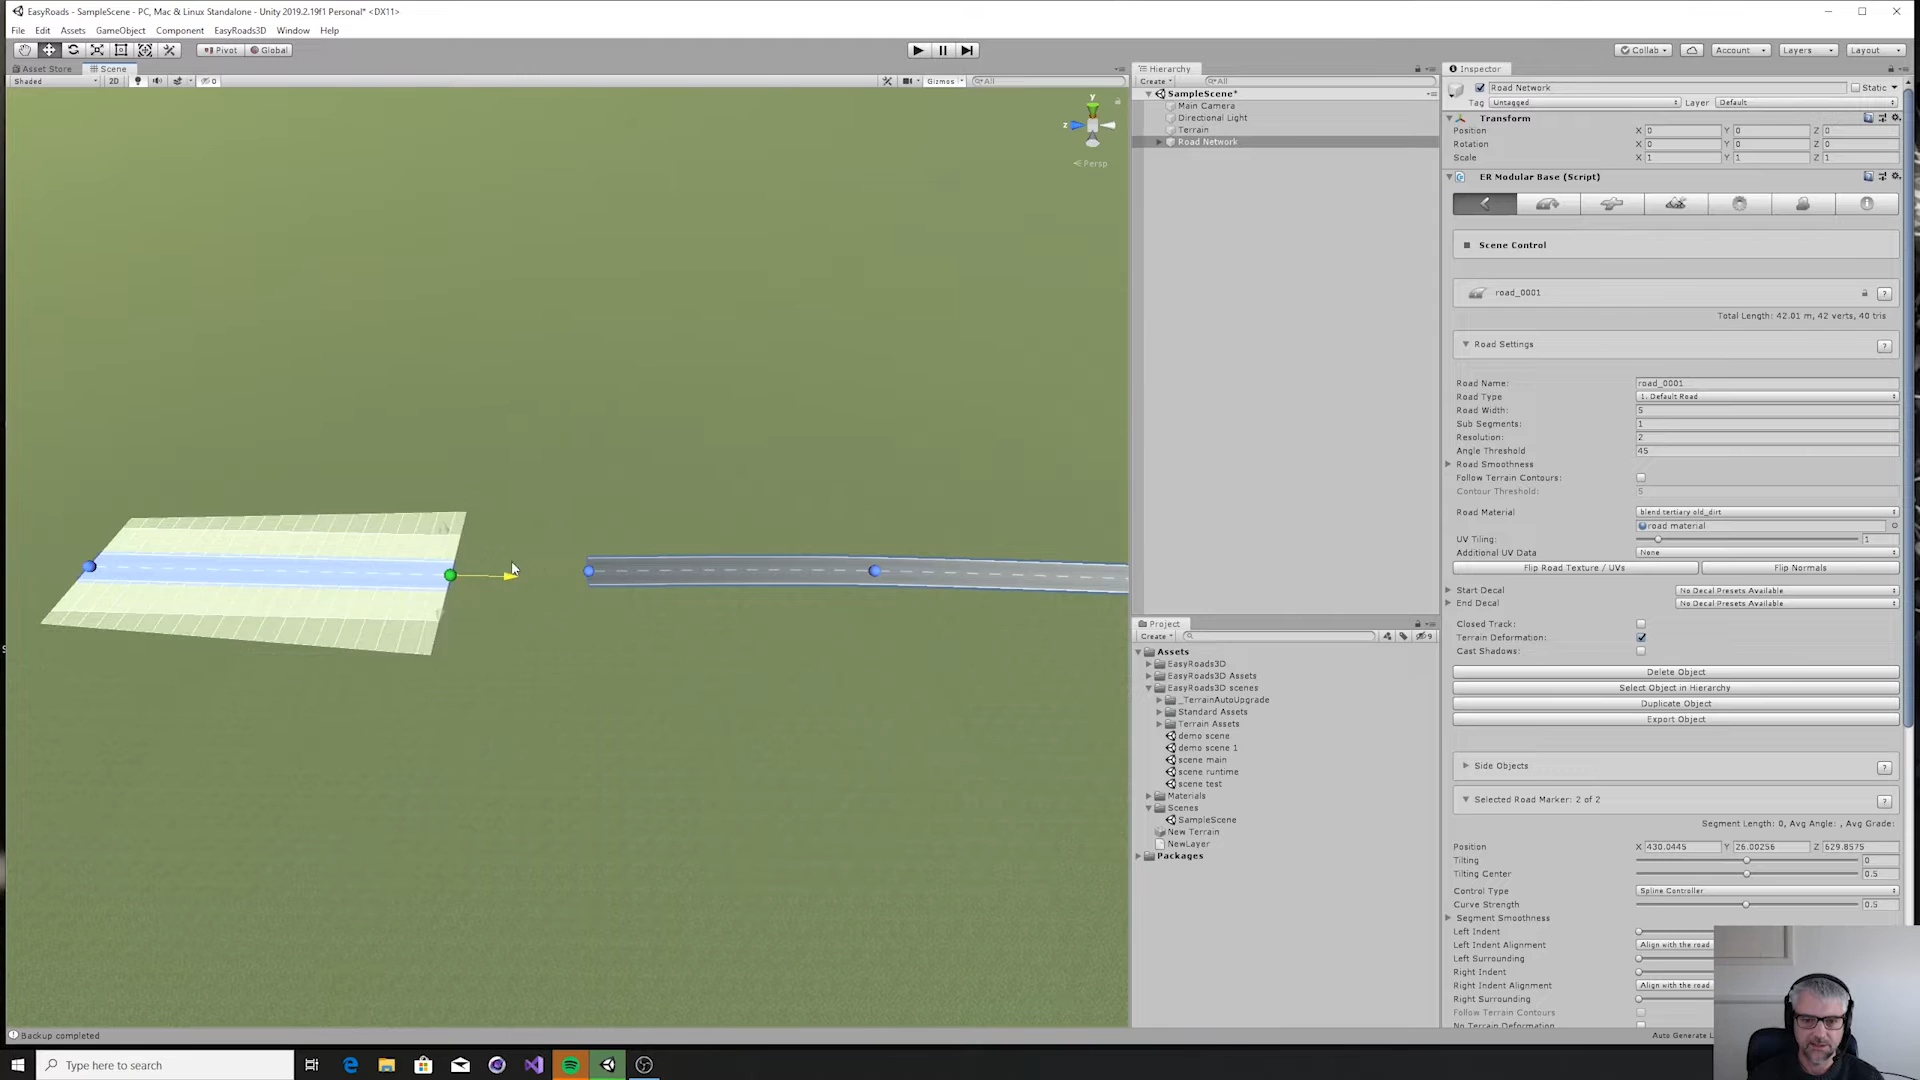 EasyRoads - SampleScene - PC, Mac & Linux Standalone - Unity 2019.2.19f1 Personal* <DX11>
File Edit Assets GameObject Component EasyRoads3D Window Help
Pivot Global Collab Account Layers Layout
Asset Store Scene
Shaded 2D 0 Gizmos All
y
z
Persp
Hierarchy
Create All
SampleScene*
Main Camera
Directional Light
Terrain
Road Network
Inspector
Road Network Static
Tag Untagged Layer Default
Transform
Position X 0 Y 0 Z 0
Rotation X 0 Y 0 Z 0
Scale X 1 Y 1 Z 1
ER Modular Base (Script)
Scene Control
road_0001 ?
Total Length: 42.01 m, 42 verts, 40 tris
Road Settings ?
Road Name: road_0001
Road Type 1. Default Road
Road Width: 5
Sub Segments: 1
Resolution: 2
Angle Threshold 45
Road Smoothness
Follow Terrain Contours:
Contour Threshold: 5
Road Material blend tertiary old_dirt
road material
UV Tiling: 1
Additional UV Data None
Flip Road Texture / UVs Flip Normals
Start Decal No Decal Presets Available
End Decal No Decal Presets Available
Closed Track:
Terrain Deformation:
Cast Shadows:
Delete Object
Select Object in Hierarchy
Duplicate Object
Export Object
Side Objects ?
Selected Road Marker: 2 of 2 ?
Segment Length: 0, Avg Angle: , Avg Grade:
Position X 430.0445 Y 26.00256 Z 629.8575
Tilting 0
Tilting Center 0.5
Control Type Spline Controller
Curve Strength 0.5
Segment Smoothness
Left Indent
Left Indent Alignment Align with the road
Left Surrounding
Right Indent
Right Indent Alignment Align with the road
Right Surrounding
Follow Terrain Contours
No Terrain Deformation
Auto Generate L
Project
Create 9
Assets
EasyRoads3D
EasyRoads3D Assets
EasyRoads3D scenes
_TerrainAutoUpgrade
Standard Assets
Terrain Assets
demo scene
demo scene 1
scene main
scene runtime
scene test
Materials
Scenes
SampleScene
New Terrain
NewLayer
Packages
Backup completed
Type here to search